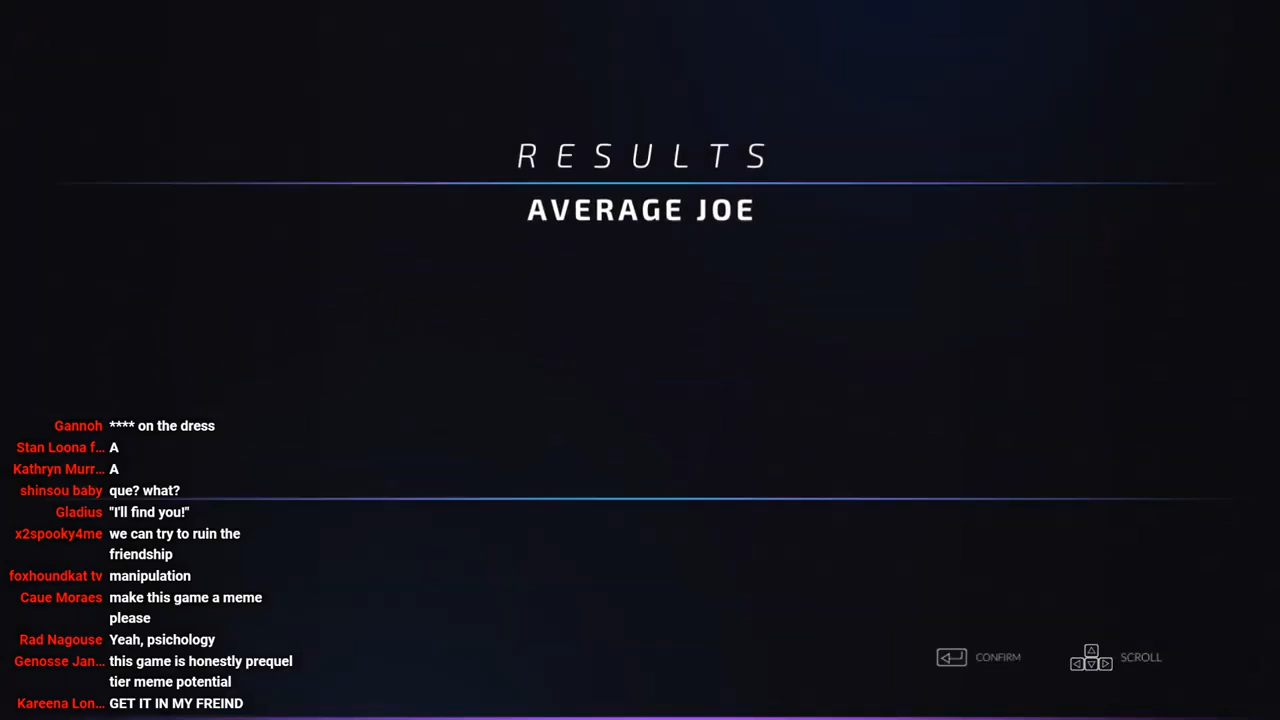 RESULTS
AVERAGE JOE
Gannoh **** on the dress
Stan Loona f... A
Kathryn Murr... A
shinsou baby que? what?
Gladius "I'll find you!"
x2spooky4me we can try to ruin the
friendship
foxhoundkat tv manipulation
Caue Moraes make this game a meme
please
Rad Nagouse Yeah, psichology
Genosse Jan... this game is honestly prequel
tier meme potential
Kareena Lon... GET IT IN MY FREIND
CONFIRM
SCROLL